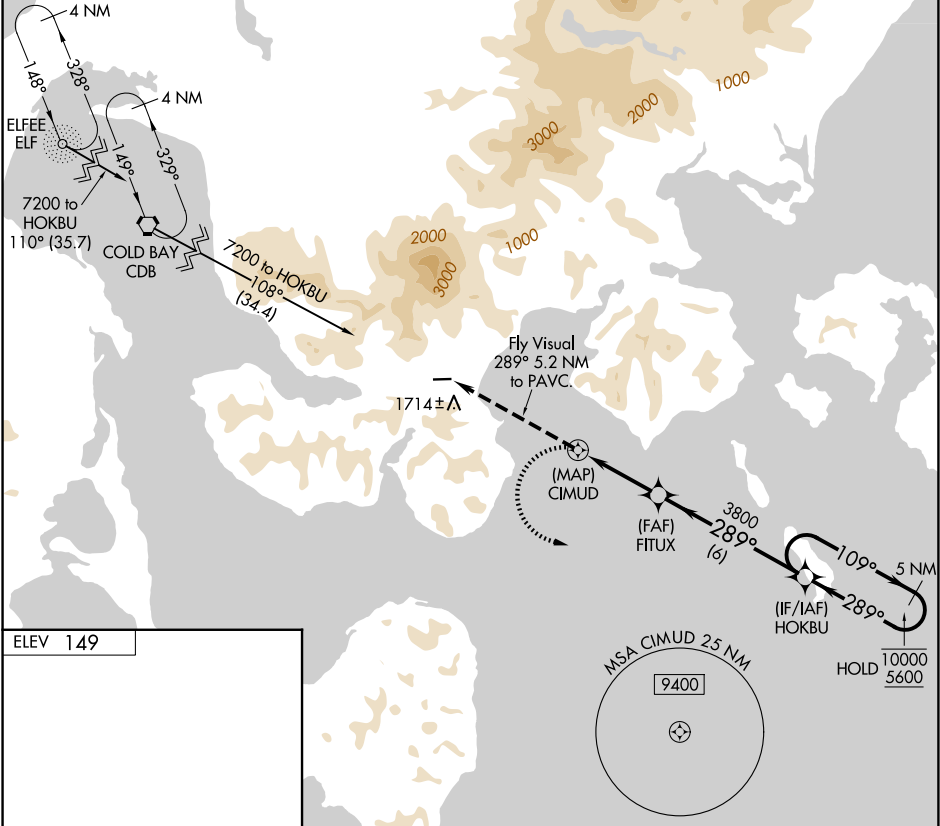 4 NM
148°
328°
4 NM
ELFEE
ELF
149°
329°
7200 to
HOKBU
110° (35.7)
COLD BAY
CDB
7200 to HOKBU
108°
(34.4)
1000
2000
3000
2000
1000
3000
Fly Visual
289° 5.2 NM
to PAVC.
1714±
(MAP)
CIMUD
(FAF)
FITUX
3800
289°
(6)
109°
5 NM
289°
(IF/IAF)
HOKBU
HOLD
10000
5600
MSA CIMUD 25 NM
9400
ELEV 149